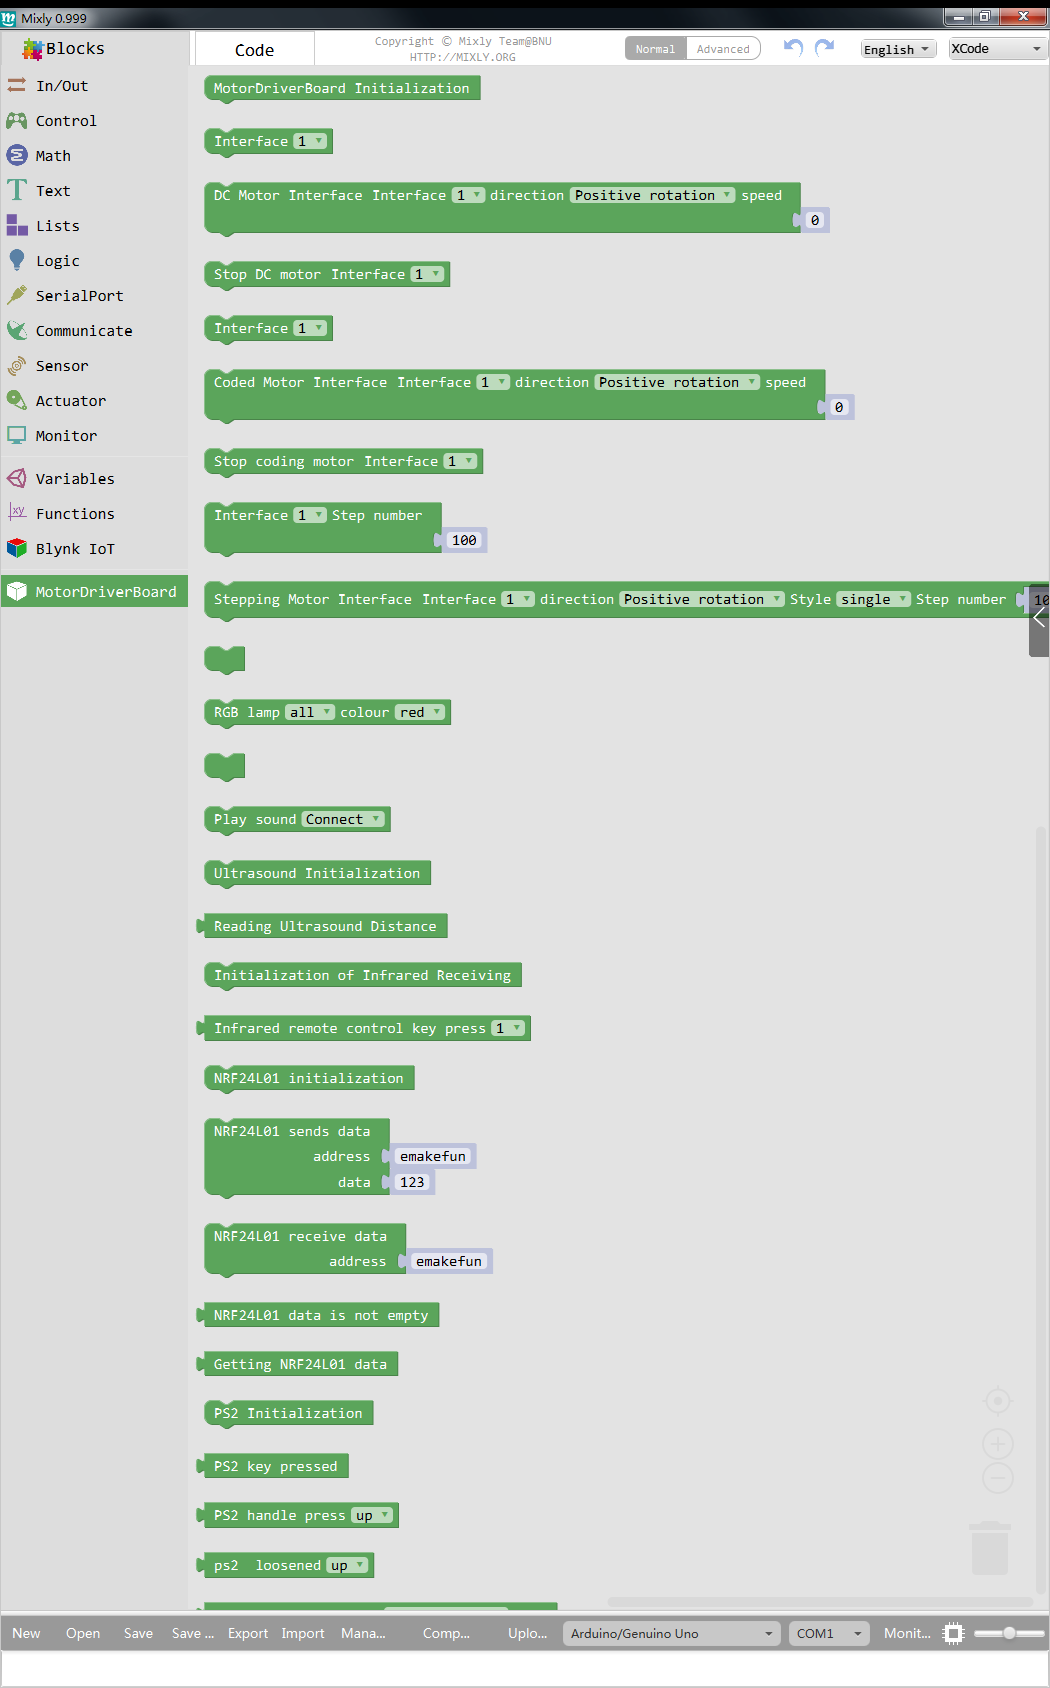 Mixly 0.999
Blocks
Code
Copyright © Mixly Team@BNU
HTTP://MIXLY.ORG
Normal
Advanced
English
XCode
In/Out
Control
Math
Text
Lists
Logic
SerialPort
Communicate
Sensor
Actuator
Monitor
Variables
Functions
Blynk IoT
MotorDriverBoard
MotorDriverBoard Initialization
Interface 1
DC Motor Interface Interface 1 direction Positive rotation speed
0
Stop DC motor Interface 1
Interface 1
Coded Motor Interface Interface 1 direction Positive rotation speed
0
Stop coding motor Interface 1
Interface 1 Step number
100
Stepping Motor Interface Interface 1 direction Positive rotation Style single Step number 10
RGB lamp all colour red
Play sound Connect
Ultrasound Initialization
Reading Ultrasound Distance
Initialization of Infrared Receiving
Infrared remote control key press 1
NRF24L01 initialization
NRF24L01 sends data
address emakefun
data 123
NRF24L01 receive data
address emakefun
NRF24L01 data is not empty
Getting NRF24L01 data
PS2 Initialization
PS2 key pressed
PS2 handle press up
ps2 loosened up
New Open Save Save ... Export Import Mana... Comp... Uplo... Arduino/Genuino Uno COM1 Monit...